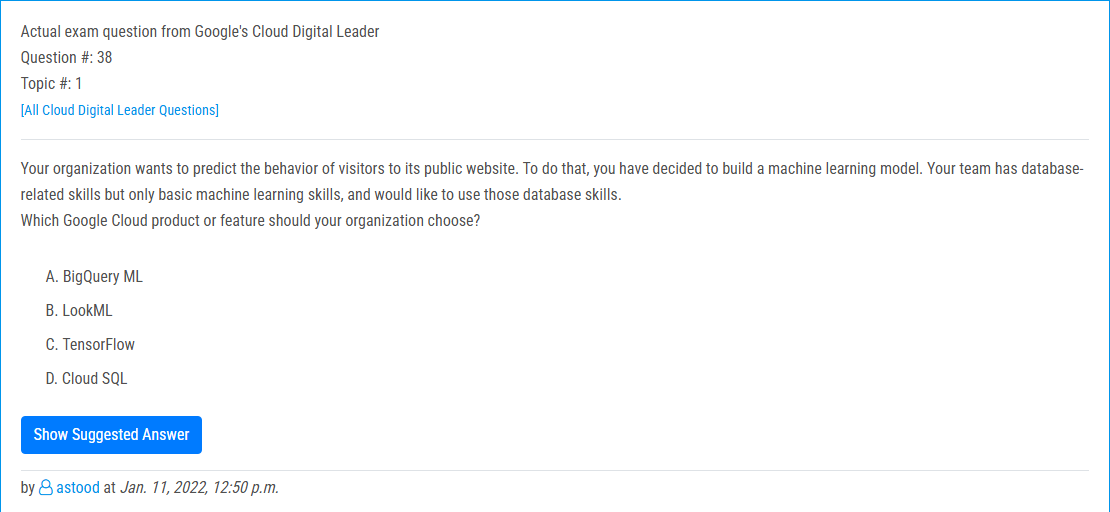 Actual exam question from Google's Cloud Digital Leader
Question #: 38
Topic #: 1
[All Cloud Digital Leader Questions]
Your organization wants to predict the behavior of visitors to its public website. To do that, you have decided to build a machine learning model. Your team has database-
related skills but only basic machine learning skills, and would like to use those database skills.
Which Google Cloud product or feature should your organization choose?
A. BigQuery ML
B. LookML
C. TensorFlow
D. Cloud SQL
Show Suggested Answer
by astood at Jan. 11, 2022, 12:50 p.m.